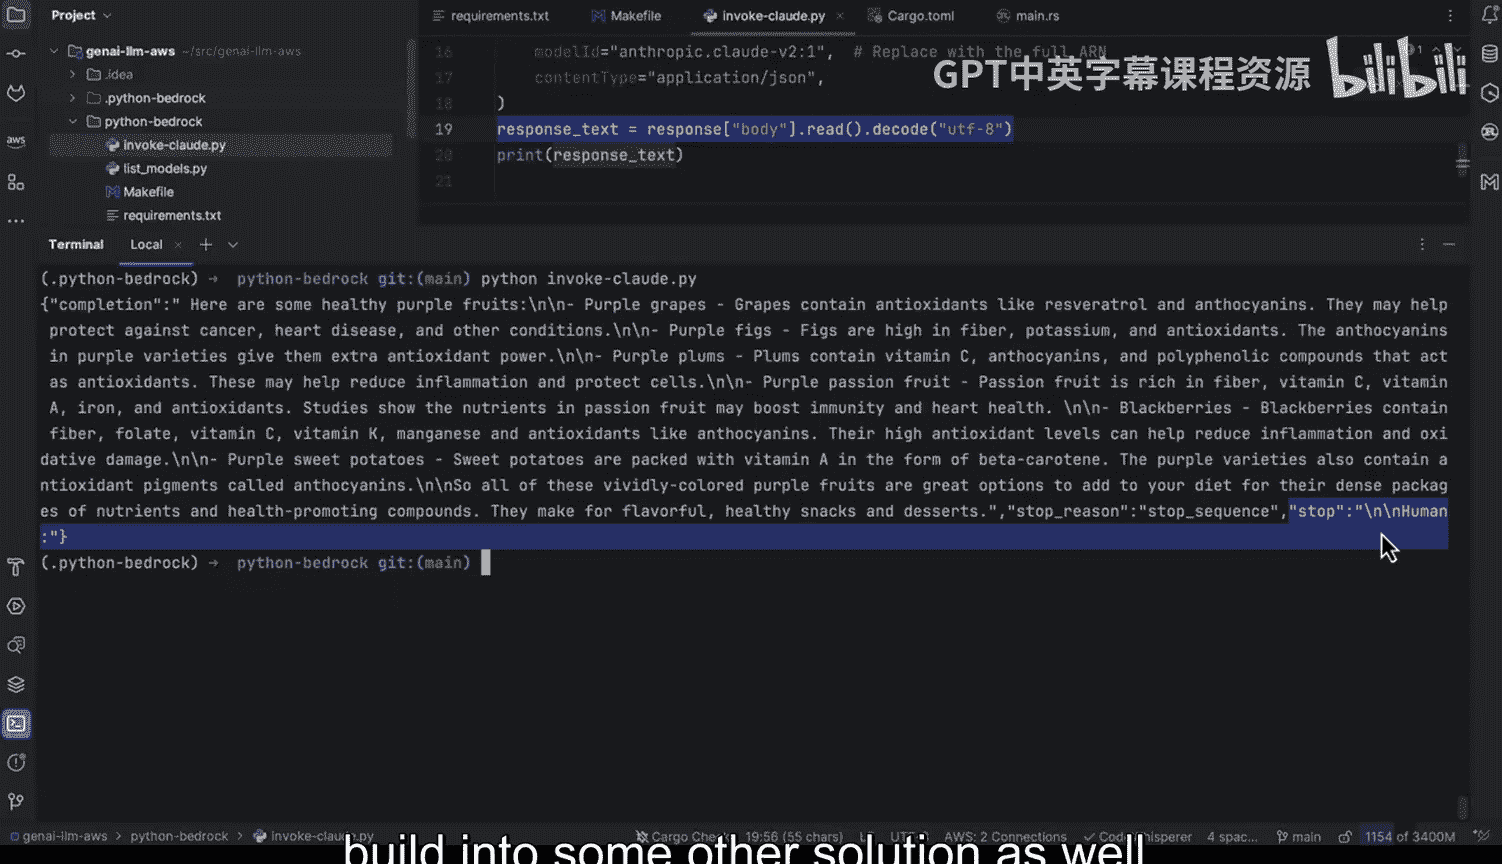 Project
requirements.txt
Makefile
invoke-claude.py
Cargo.toml
main.rs
genai-llm-aws ~/src/genai-llm-aws
.idea
.python-bedrock
python-bedrock
invoke-claude.py
list_models.py
Makefile
requirements.txt
aws
16 modelId="anthropic.claude-v2:1", # Replace with the full ARN
17 contentType="application/json",
18 )
19 response_text = response["body"].read().decode("utf-8")
20 print(response_text)
21
GPT中英字幕课程资源 bilibili
Terminal Local
(.python-bedrock) → python-bedrock git:(main) python invoke-claude.py
{"completion":" Here are some healthy purple fruits:\n\n- Purple grapes - Grapes contain antioxidants like resveratrol and anthocyanins. They may help
protect against cancer, heart disease, and other conditions.\n\n- Purple figs - Figs are high in fiber, potassium, and antioxidants. The anthocyanins
in purple varieties give them extra antioxidant power.\n\n- Purple plums - Plums contain vitamin C, anthocyanins, and polyphenolic compounds that act
as antioxidants. These may help reduce inflammation and protect cells.\n\n- Purple passion fruit - Passion fruit is rich in fiber, vitamin C, vitamin
A, iron, and antioxidants. Studies show the nutrients in passion fruit may boost immunity and heart health. \n\n- Blackberries - Blackberries contain
fiber, folate, vitamin C, vitamin K, manganese and antioxidants like anthocyanins. Their high antioxidant levels can help reduce inflammation and oxi
dative damage.\n\n- Purple sweet potatoes - Sweet potatoes are packed with vitamin A in the form of beta-carotene. The purple varieties also contain a
ntioxidant pigments called anthocyanins.\n\nSo all of these vividly-colored purple fruits are great options to add to your diet for their dense packag
es of nutrients and health-promoting compounds. They make for flavorful, healthy snacks and desserts.","stop_reason":"stop_sequence","stop":"\n\nHuman
:"}
(.python-bedrock) → python-bedrock git:(main)
genai-llm-aws > python-bedrock > invoke-claude.py
Cargo Check 19:56 (55 chars) AWS: 2 Connections 4 spac... main 1154 of 3400M
build into some other solution as well